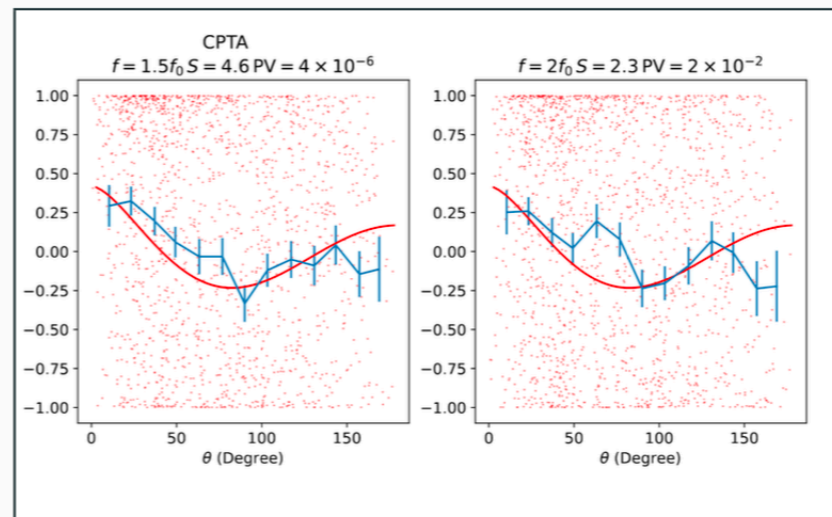 CPTA
f = 1.5f₀ S = 4.6 PV = 4 × 10⁻⁶
f = 2f₀ S = 2.3 PV = 2 × 10⁻²
1.00
0.75
0.50
0.25
0.00
−0.25
−0.50
−0.75
−1.00
0 50 100 150
θ (Degree)
1.00
0.75
0.50
0.25
0.00
−0.25
−0.50
−0.75
−1.00
0 50 100 150
θ (Degree)